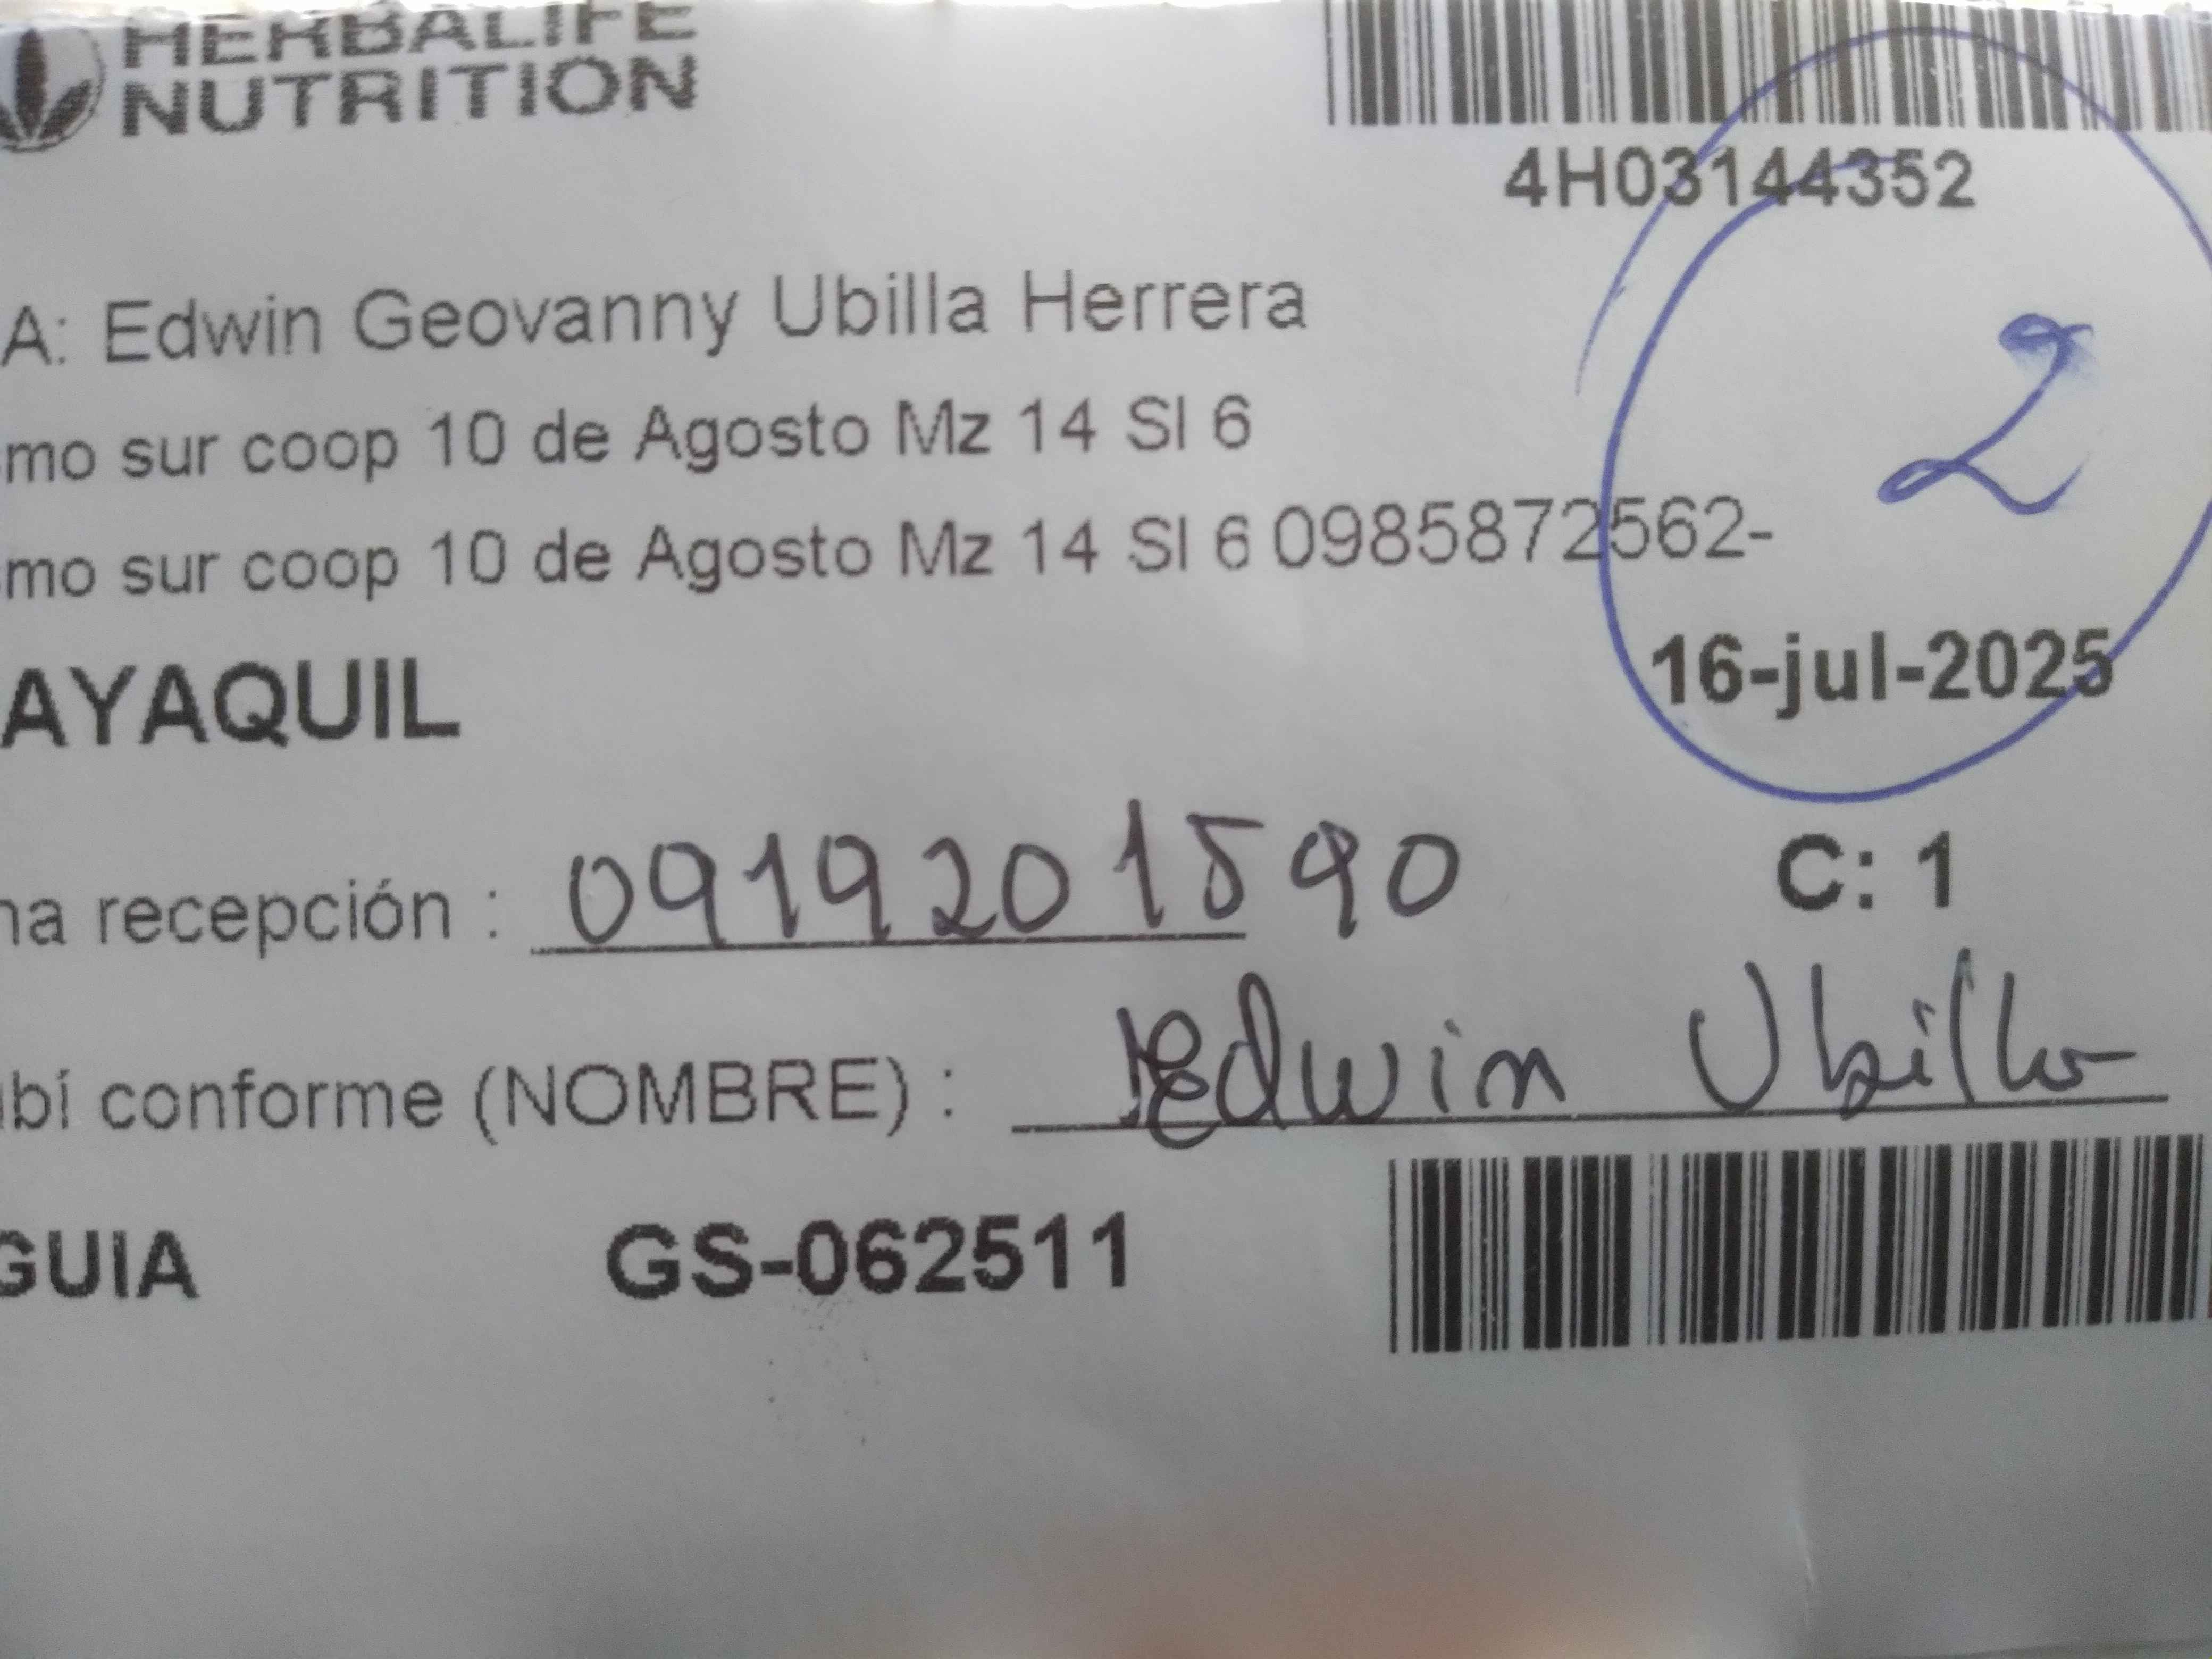 HERBALIFE
NUTRITION
4H03144352
A: Edwin Geovanny Ubilla Herrera
mo sur coop 10 de Agosto Mz 14 Sl 6
mo sur coop 10 de Agosto Mz 14 Sl 6 0985872562-
2
16-jul-2025
AYAQUIL
na recepción : 0919201590
C: 1
bí conforme (NOMBRE) : Edwin Ubilla
GUIA GS-062511